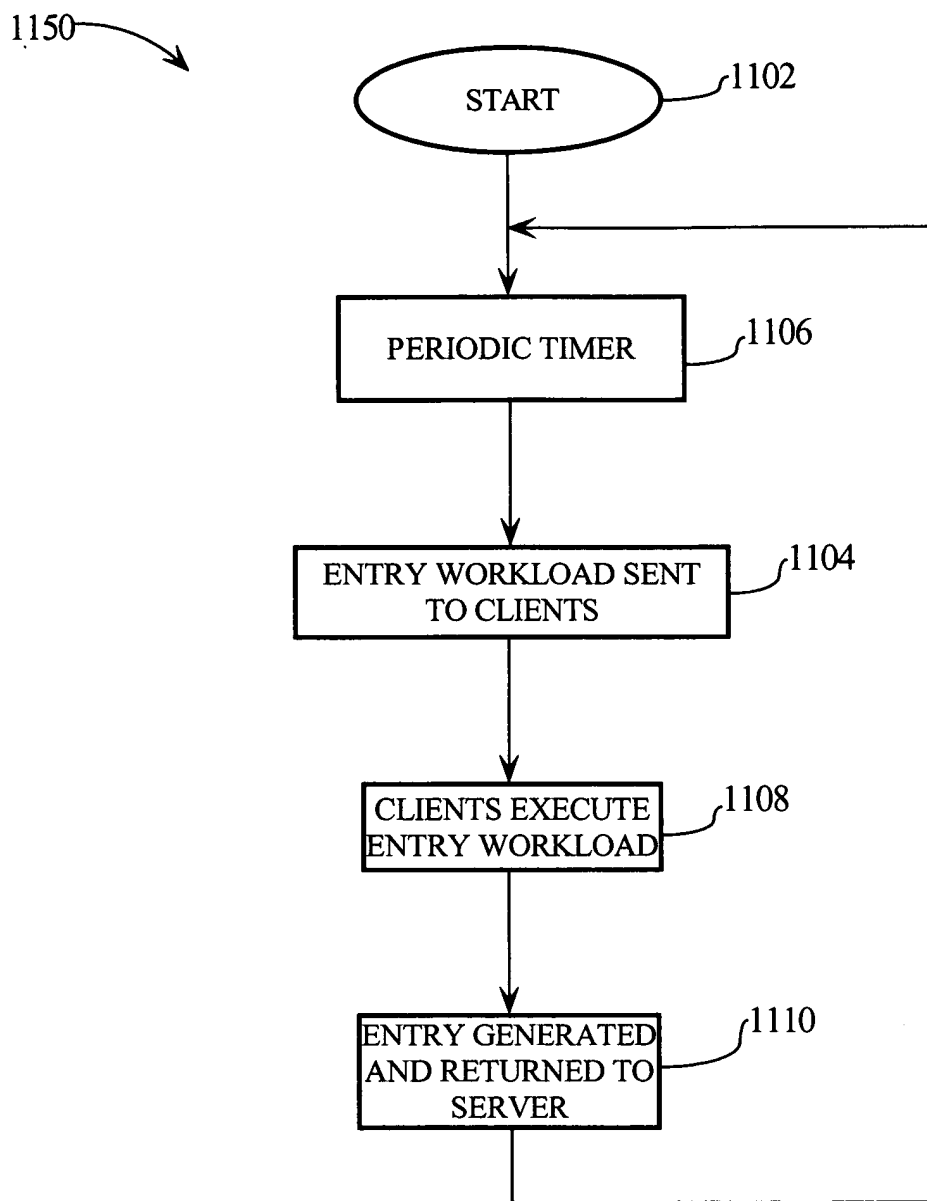 1150
START
1102
PERIODIC TIMER
1106
ENTRY WORKLOAD SENT
TO CLIENTS
1104
CLIENTS EXECUTE
ENTRY WORKLOAD
1108
ENTRY GENERATED
AND RETURNED TO
SERVER
1110